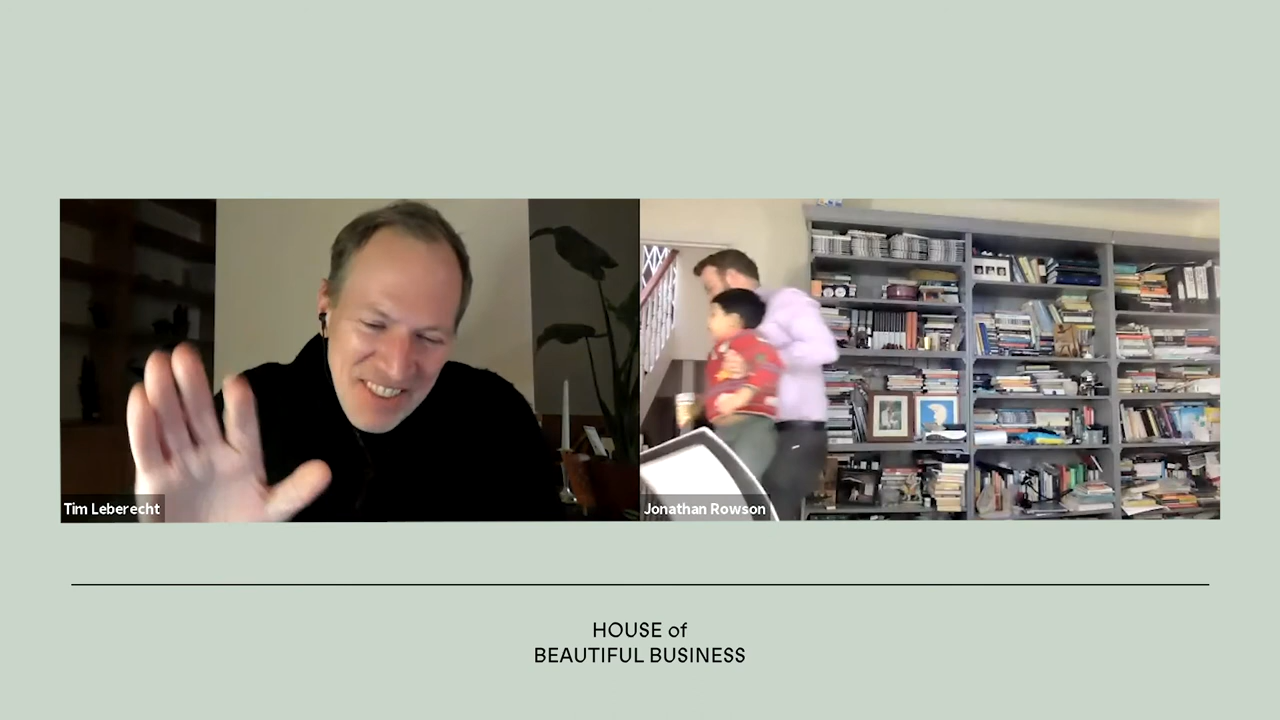 Tim Leberecht
Jonathan Rowson
HOUSE of
BEAUTIFUL BUSINESS